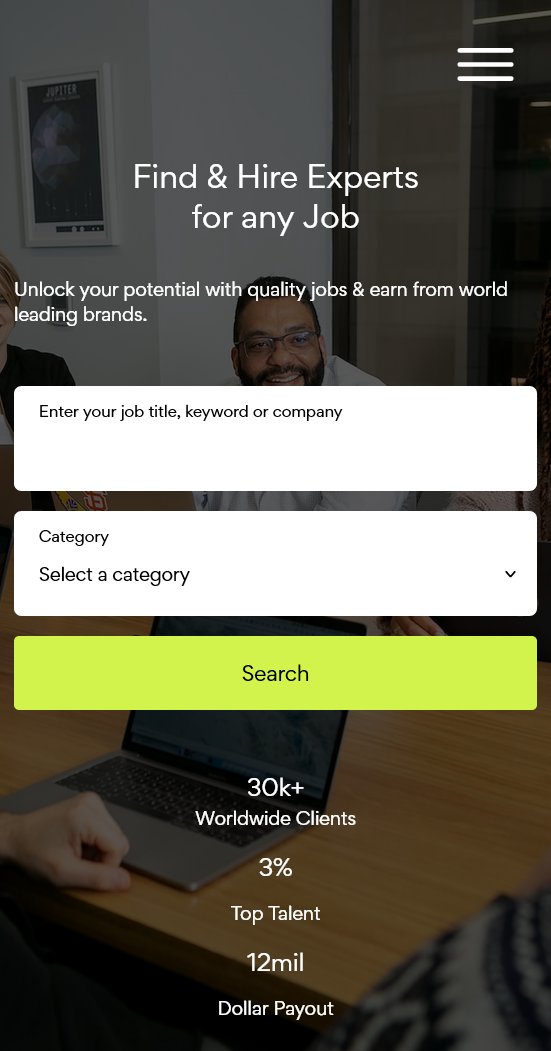 JUPITER
Find & Hire Experts
for any Job
Unlock your potential with quality jobs & earn from world
leading brands.
Enter your job title, keyword or company
Category
Select a category
Search
30k+
Worldwide Clients
3%
Top Talent
12mil
Dollar Payout